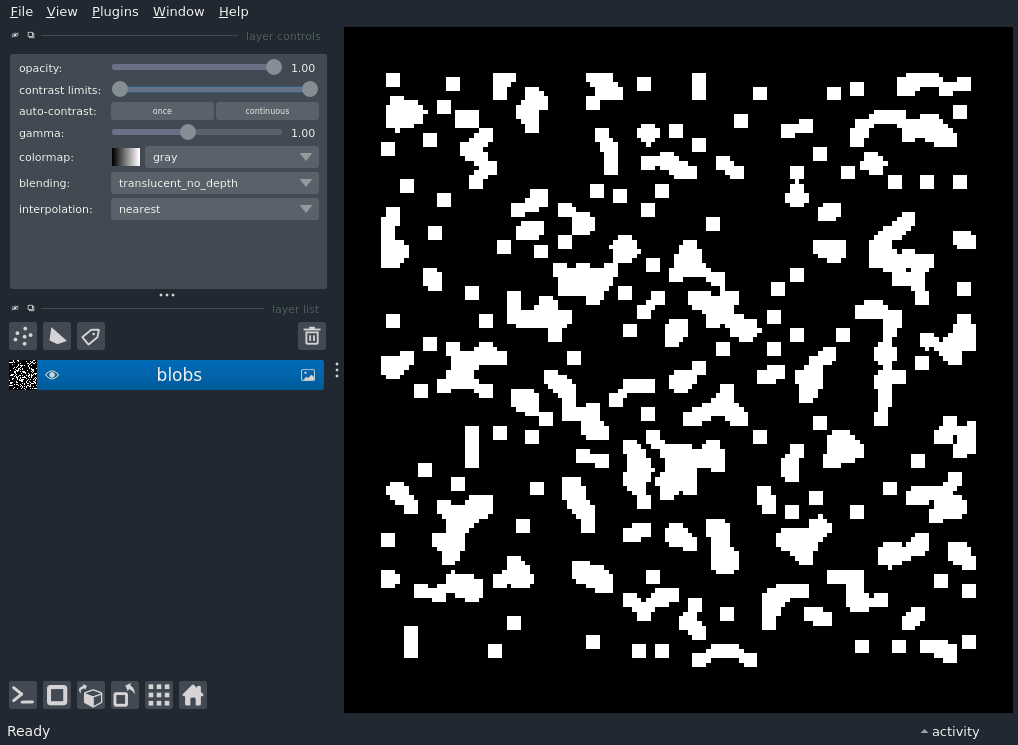 File View Plugins Window Help
layer controls
opacity: 1.00
contrast limits:
auto-contrast: once continuous
gamma: 1.00
colormap: gray
blending: translucent_no_depth
interpolation: nearest
layer list
blobs
Ready activity